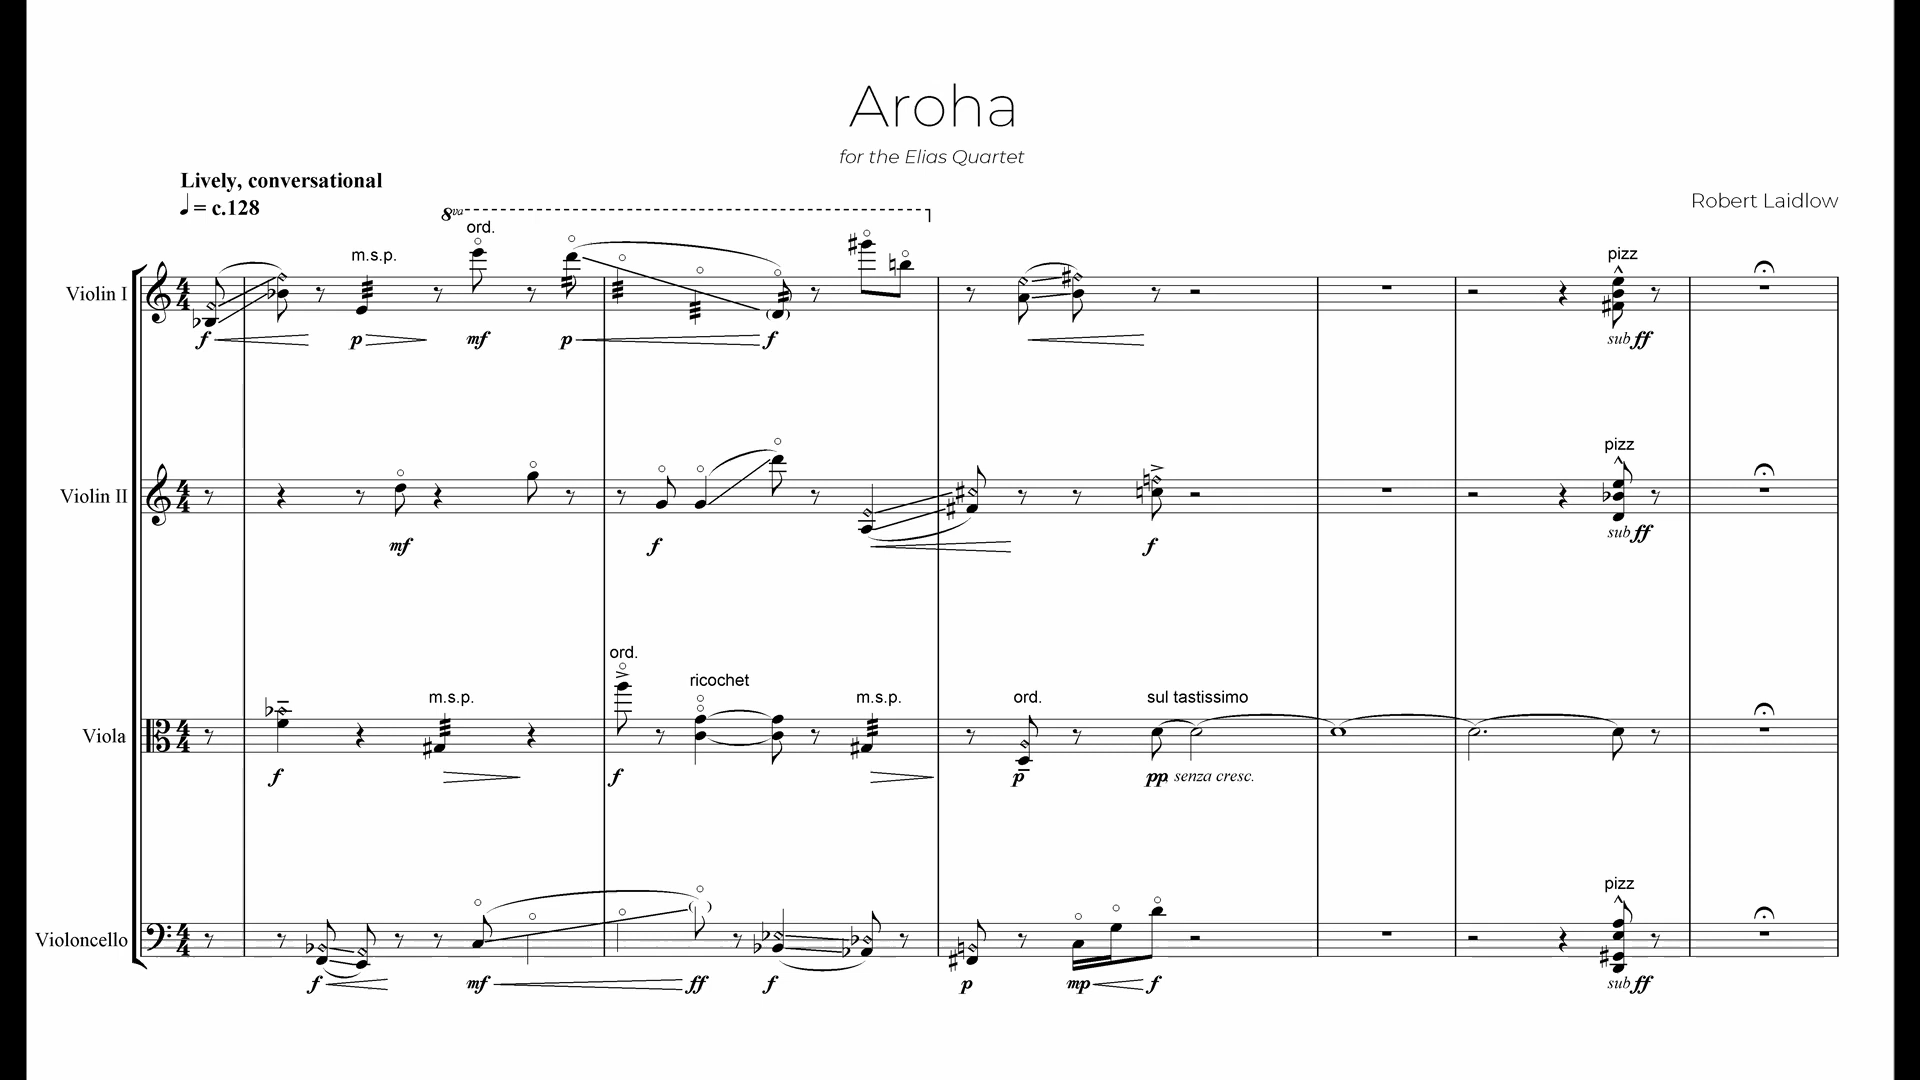 Aroha
for the Elias Quartet
Lively, conversational
♩ = c.128
Robert Laidlow
8va
ord.
m.s.p.
pizz
Violin I
f p mf p f sub ff
pizz
Violin II
mf f f sub ff
ord.
ricochet
m.s.p. m.s.p. ord. sul tastissimo
Viola
f f p pp senza cresc.
pizz
Violoncello
f mf ff f p mp f sub ff